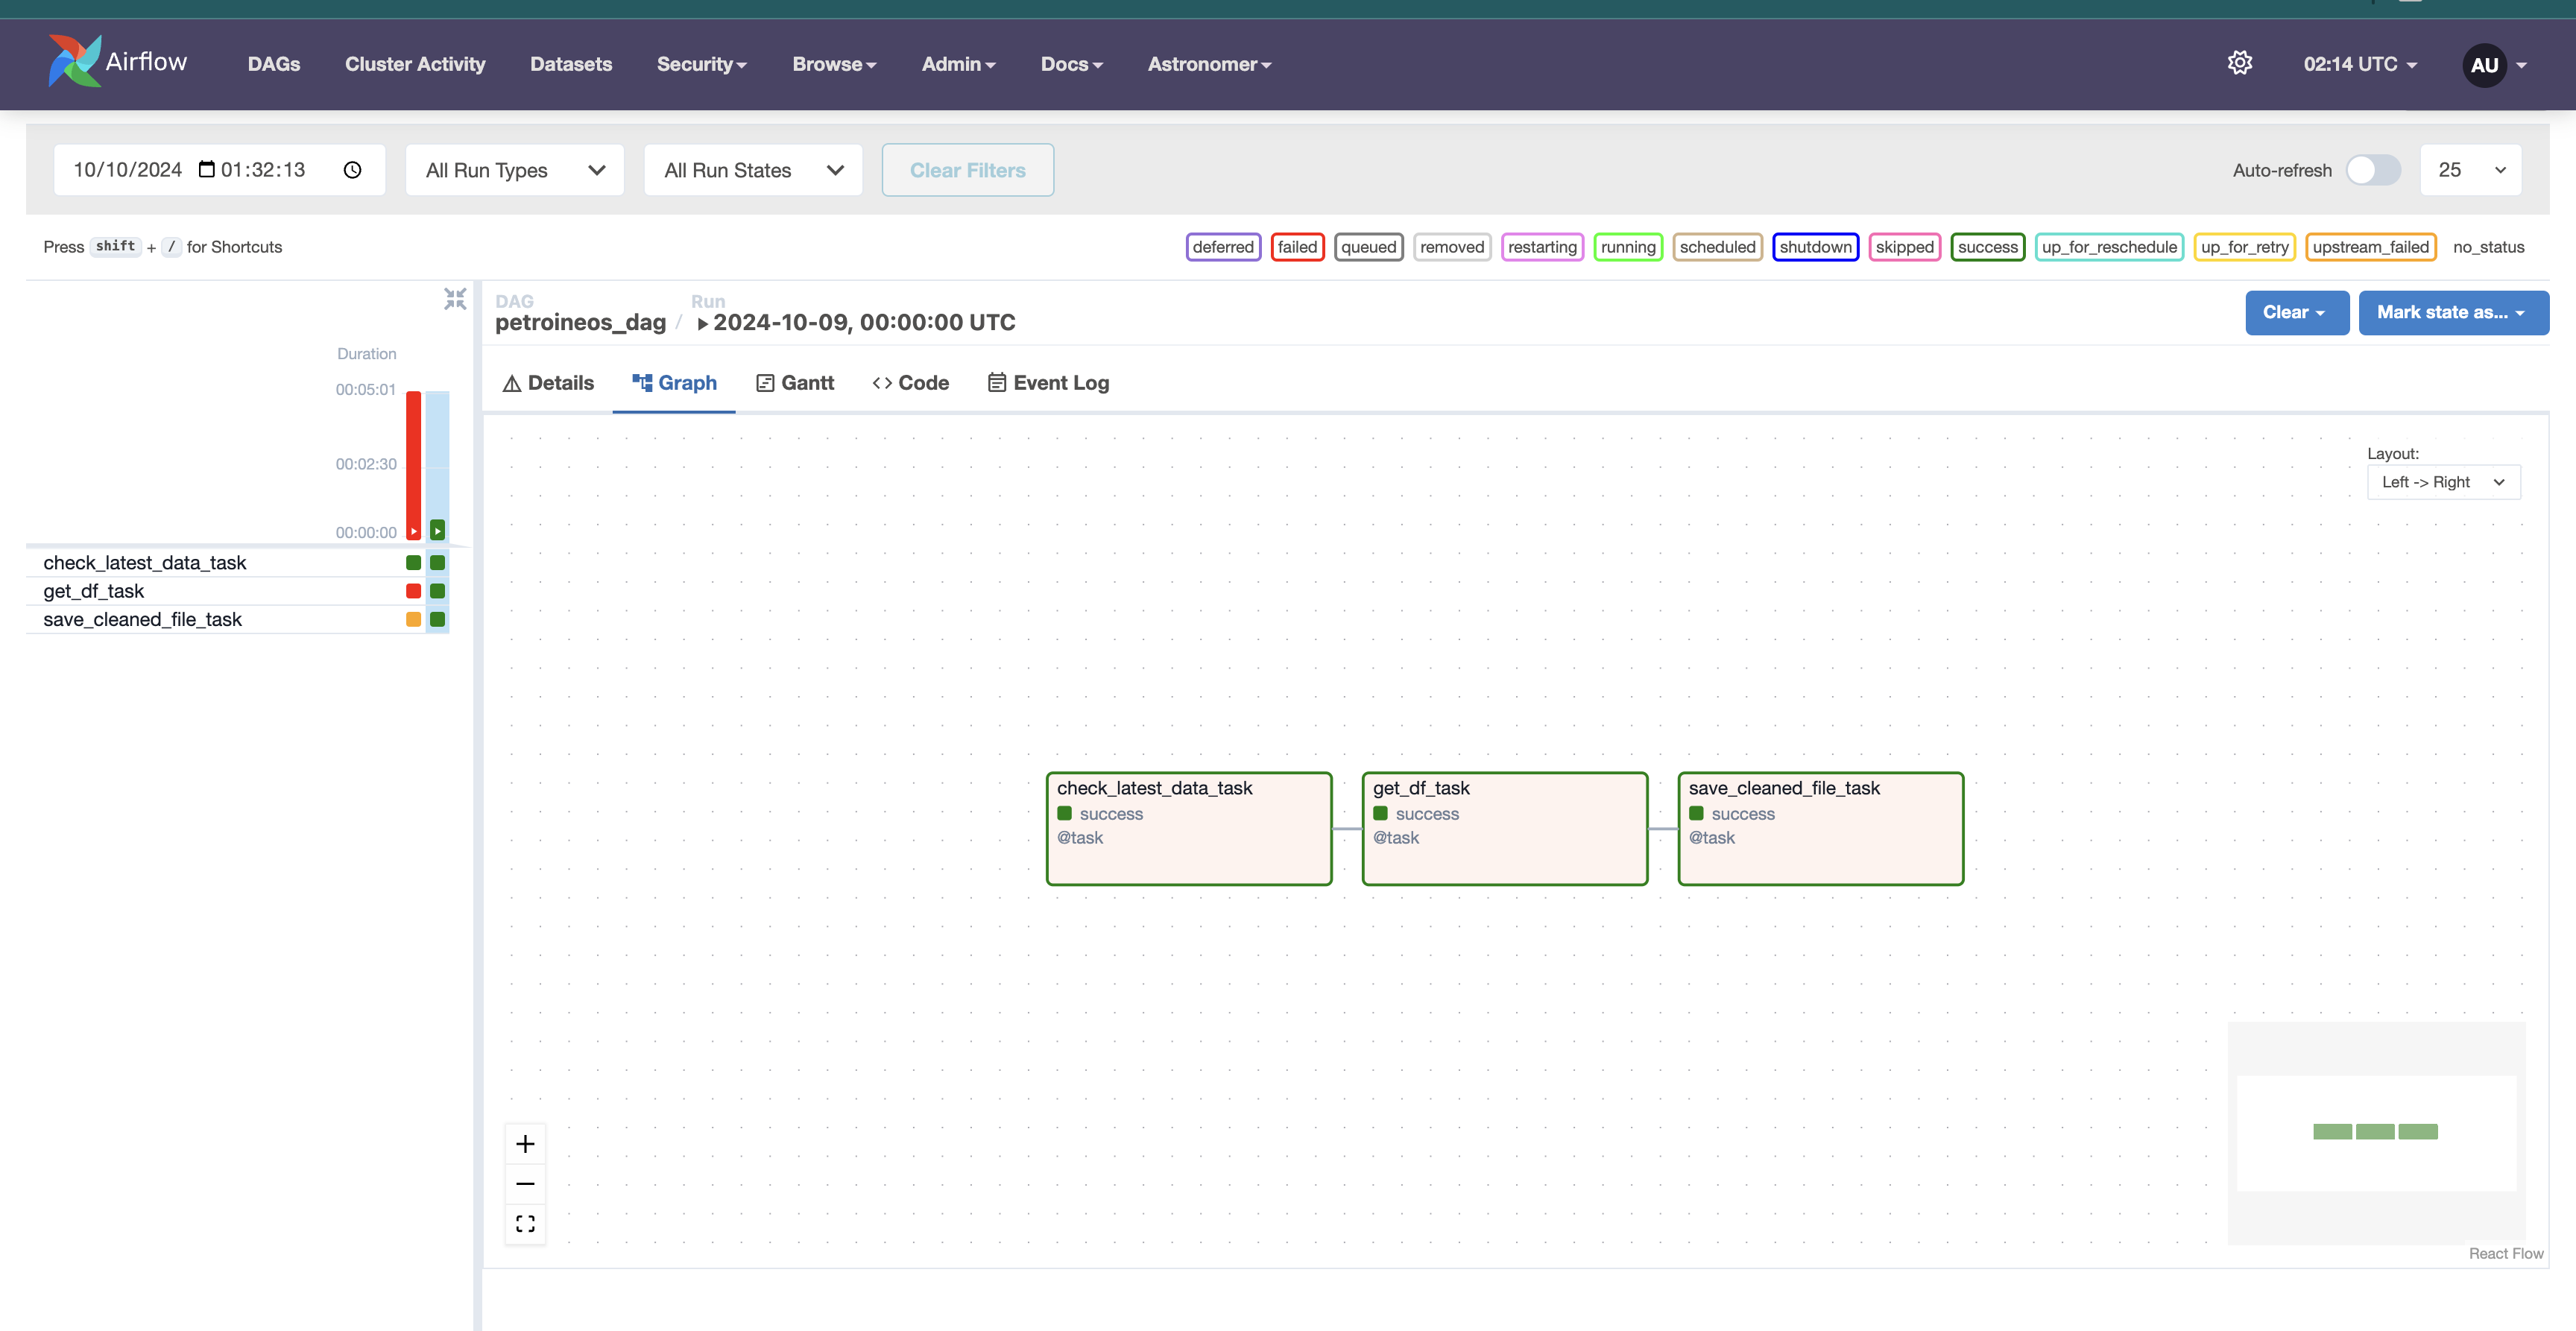 Airflow DAGs Cluster Activity Datasets Security Browse Admin Docs Astronomer 02:14 UTC AU
10/10/2024 01:32:13 All Run Types All Run States Clear Filters Auto-refresh 25
Press shift + / for Shortcuts deferred failed queued removed restarting running scheduled shutdown skipped success up_for_reschedule up_for_retry upstream_failed no_status
DAG Run
petroineos_dag / 2024-10-09, 00:00:00 UTC Clear Mark state as...
Duration
00:05:01
00:02:30
00:00:00
check_latest_data_task
get_df_task
save_cleaned_file_task
Details Graph Gantt <> Code Event Log
Layout:
Left -> Right
check_latest_data_task
success
@task
get_df_task
success
@task
save_cleaned_file_task
success
@task
React Flow